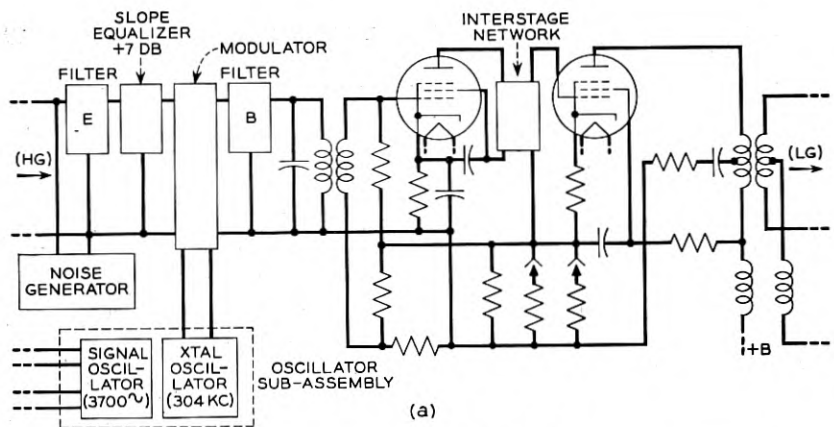 SLOPE
EQUALIZER
+7 DB
MODULATOR
INTERSTAGE
NETWORK
FILTER
FILTER
E
B
(HG)
(LG)
NOISE
GENERATOR
SIGNAL
OSCIL-
LATOR
(3700~)
XTAL
OSCIL-
LATOR
(304 KC)
OSCILLATOR
SUB-ASSEMBLY
+B
(a)